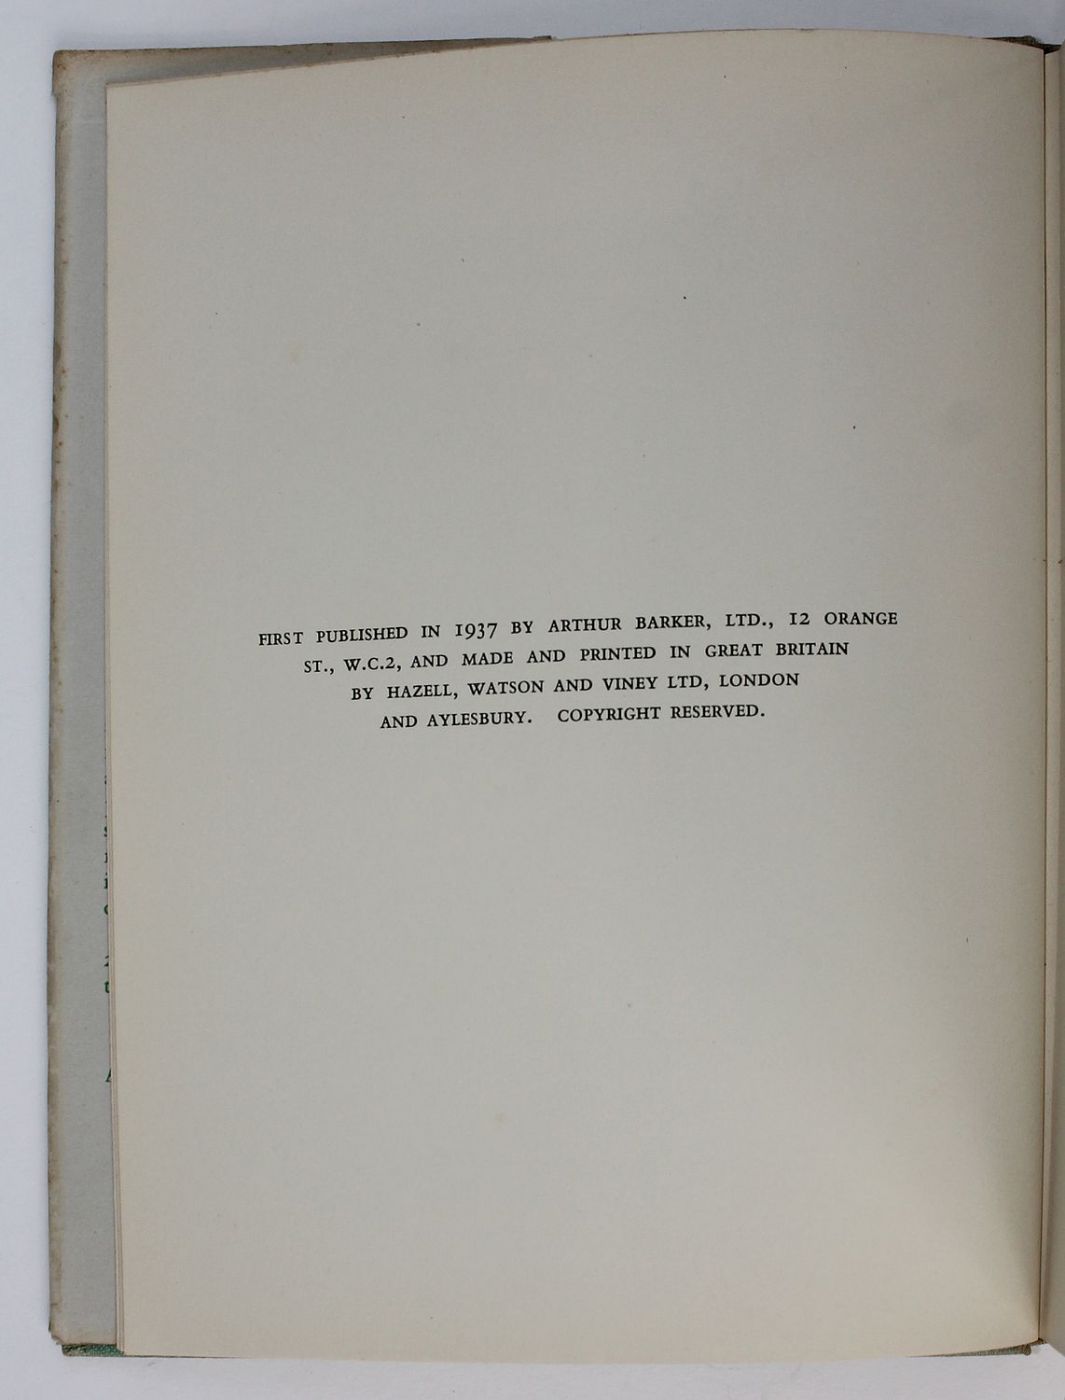 FIRST PUBLISHED IN 1937 BY ARTHUR BARKER, LTD., 12 ORANGE
ST., W.C.2, AND MADE AND PRINTED IN GREAT BRITAIN
BY HAZELL, WATSON AND VINEY LTD, LONDON
AND AYLESBURY. COPYRIGHT RESERVED.